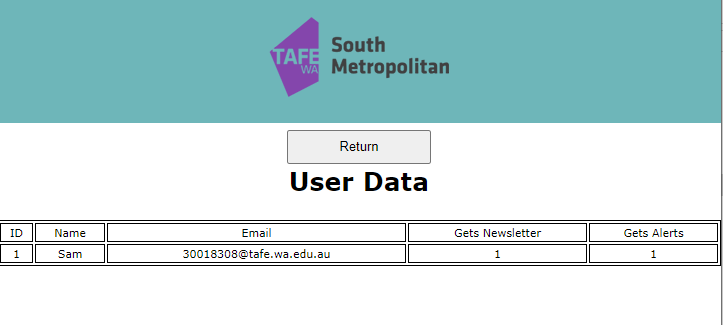 TAFE
WA
South
Metropolitan
Return
User Data
ID Name Email Gets Newsletter Gets Alerts
1 Sam 30018308@tafe.wa.edu.au 1 1